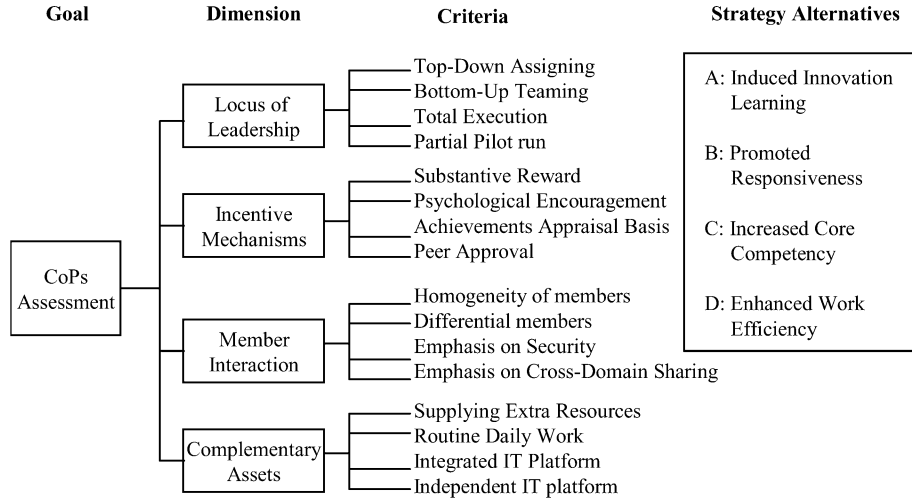 Goal
Dimension
Criteria
Strategy Alternatives
CoPs
Assessment
Locus of
Leadership
Top-Down Assigning
Bottom-Up Teaming
Total Execution
Partial Pilot run
Incentive
Mechanisms
Substantive Reward
Psychological Encouragement
Achievements Appraisal Basis
Peer Approval
Member
Interaction
Homogeneity of members
Differential members
Emphasis on Security
Emphasis on Cross-Domain Sharing
Complementary
Assets
Supplying Extra Resources
Routine Daily Work
Integrated IT Platform
Independent IT platform
A: Induced Innovation
Learning
B: Promoted
Responsiveness
C: Increased Core
Competency
D: Enhanced Work
Efficiency